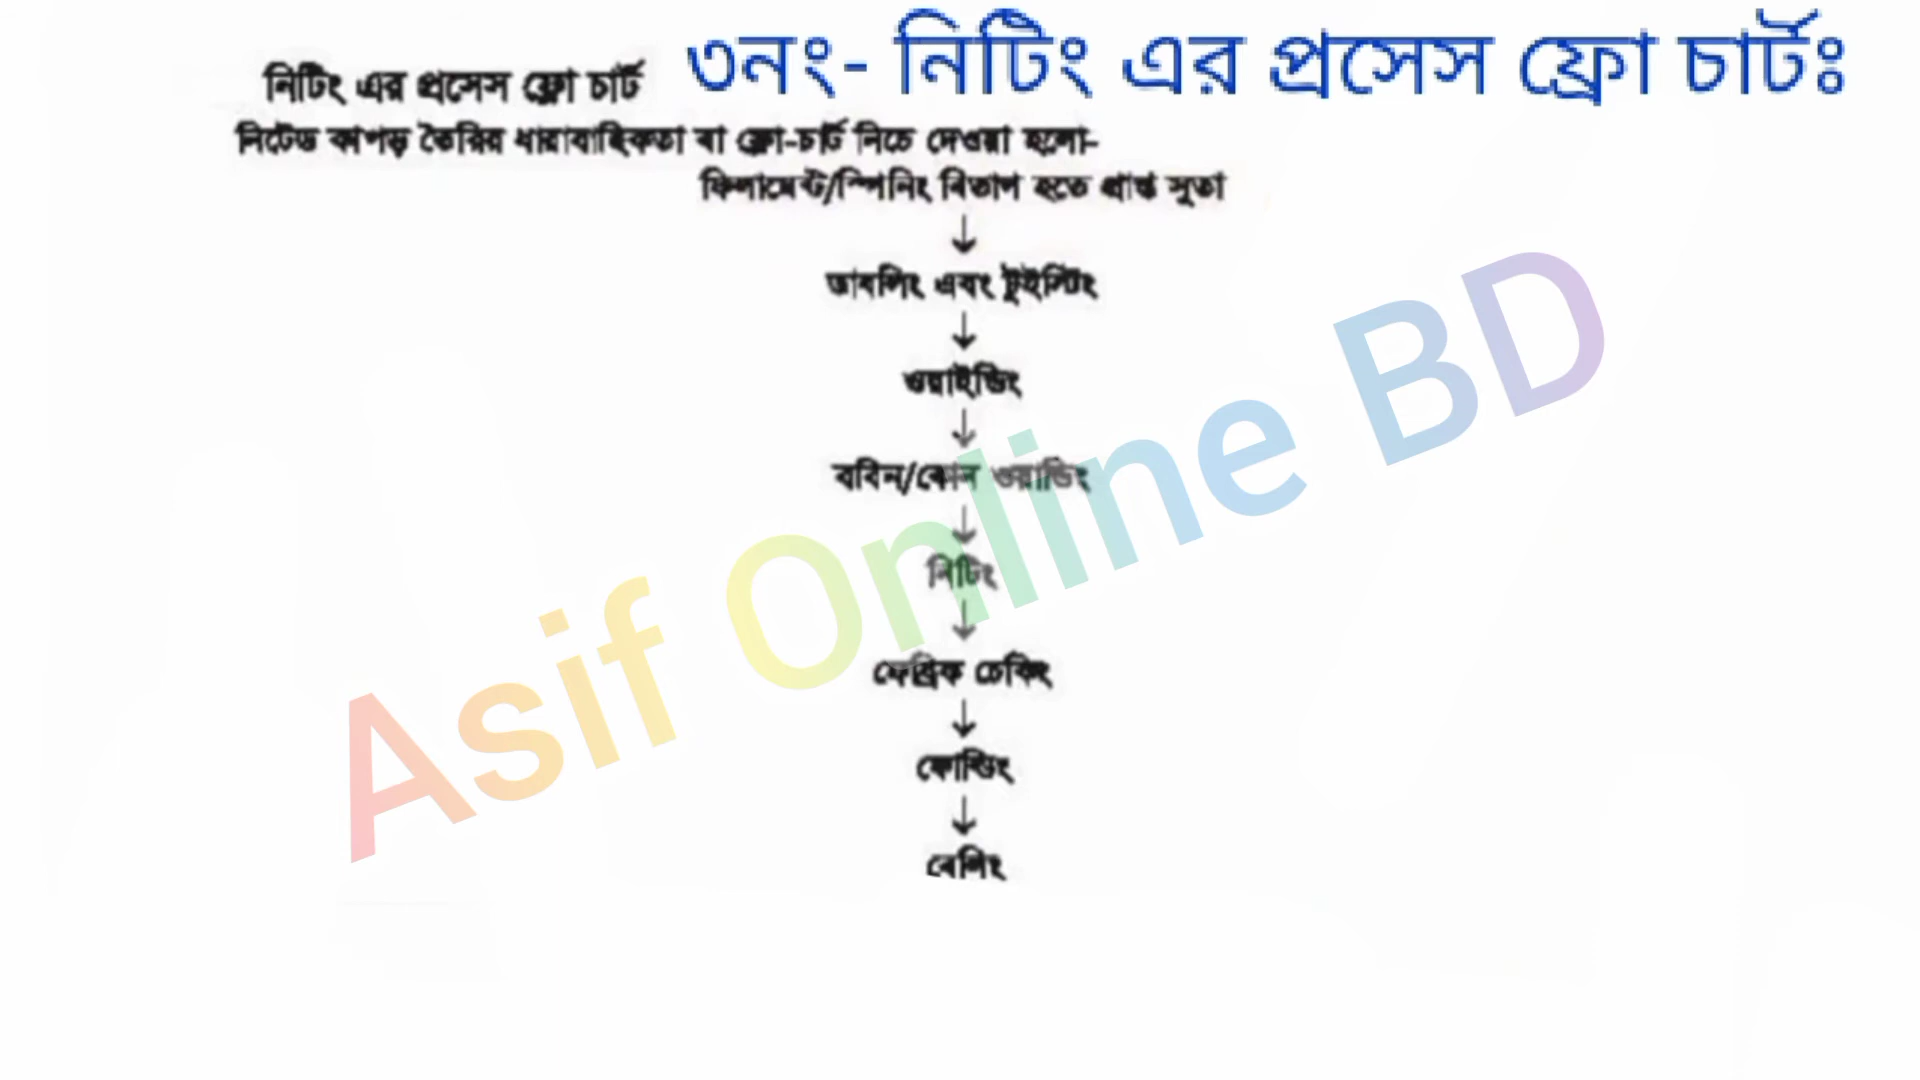 ৩নং- নিটিং এর প্রসেস ফ্রো চার্টঃ
নিটিং এর প্রসেস ফ্লো চার্ট
নিটেড কাপড় তৈরির ধারাবাহিকতা বা ফ্লো-চার্ট নিচে দেওয়া হলো-
ফিলামেন্ট/স্পিনিং বিভাগ হতে প্রাপ্ত সূতা
↓
ডাবলিং এবং টুইস্টিং
↓
ওয়াইন্ডিং
↓
ববিন/কোন ওয়ান্ডিং
↓
নিটিং
↓
ফেব্রিক চেকিং
↓
ফোল্ডিং
↓
বেলিং
Asif Online BD